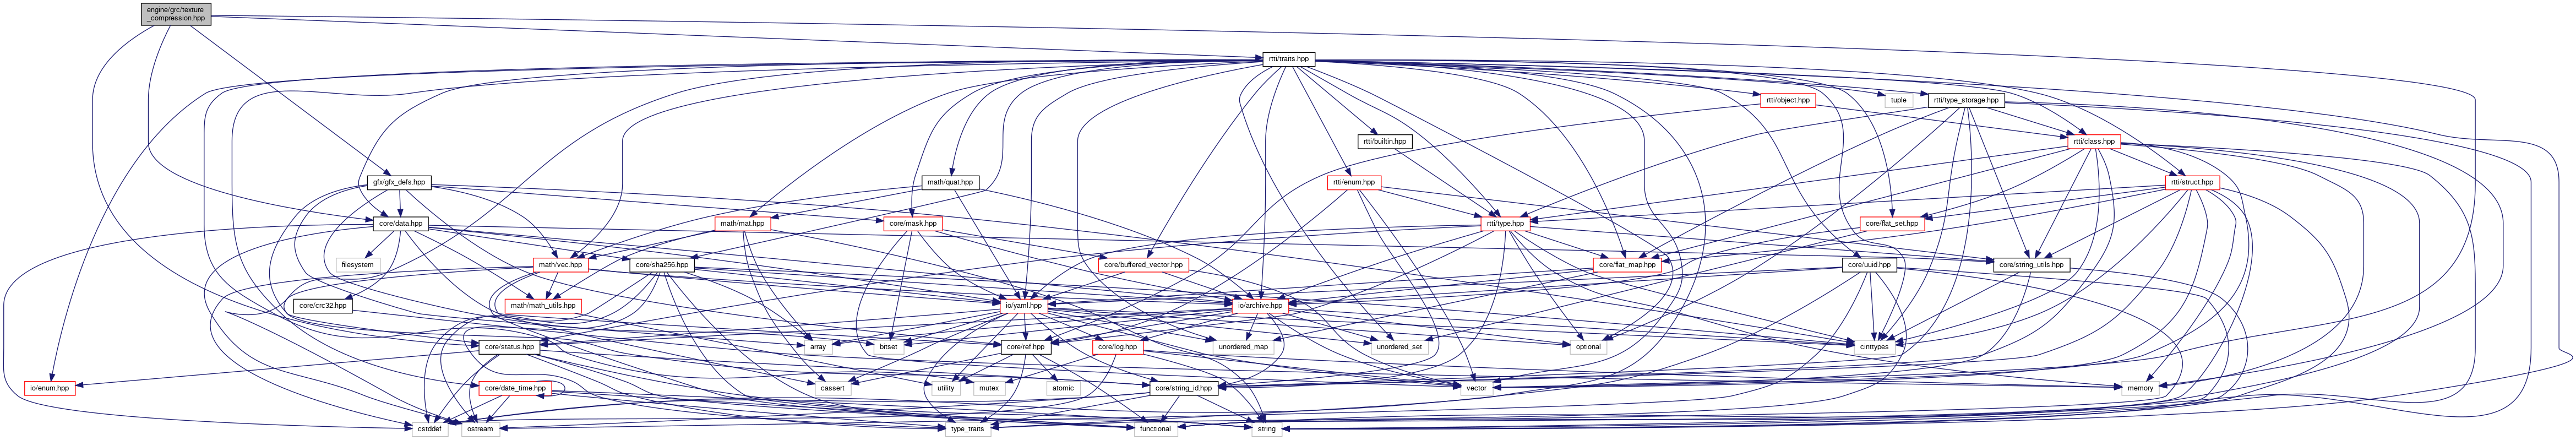 engine/grc/texture
_compression.hpp
rtti/traits.hpp
rtti/object.hpp
tuple
rtti/type_storage.hpp
rtti/builtin.hpp
rtti/class.hpp
gfx/gfx_defs.hpp
math/quat.hpp
rtti/enum.hpp
rtti/struct.hpp
core/data.hpp
math/mat.hpp
core/mask.hpp
rtti/type.hpp
core/flat_set.hpp
filesystem
math/vec.hpp
core/sha256.hpp
core/buffered_vector.hpp
core/flat_map.hpp
core/uuid.hpp
core/string_utils.hpp
core/crc32.hpp
math/math_utils.hpp
io/yaml.hpp
io/archive.hpp
core/status.hpp
array
bitset
core/ref.hpp
core/log.hpp
unordered_map
unordered_set
optional
cinttypes
io/enum.hpp
core/date_time.hpp
cassert
utility
mutex
atomic
core/string_id.hpp
vector
memory
cstddef
ostream
type_traits
functional
string